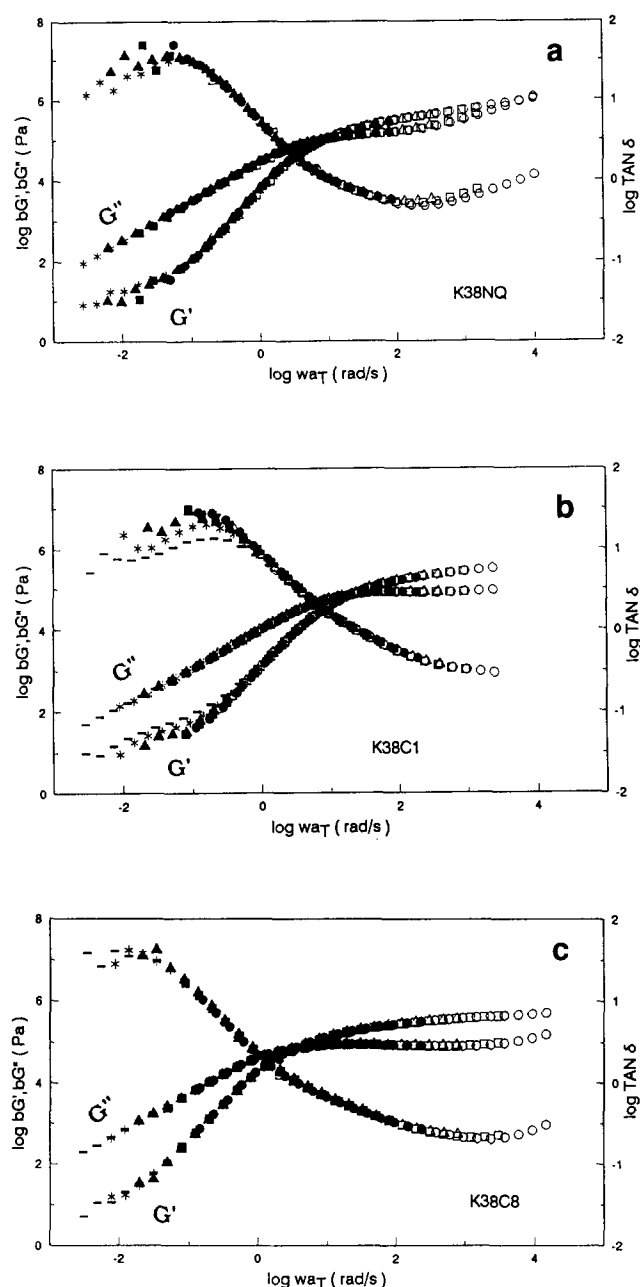 a
8
6
4
2
0
log bG',bG" ( Pa )
2
1
0
-1
-2
log TAN δ
G"
G'
K38NQ
-2 0 2 4
log waT ( rad/s )
b
8
6
4
2
0
log bG',bG" ( Pa )
2
1
0
-1
-2
log TAN δ
G"
G'
K38C1
-2 0 2 4
log waT ( rad/s )
c
8
6
4
2
0
log bG',bG" ( Pa )
2
1
0
-1
-2
log TAN δ
G"
G'
K38C8
-2 0 2 4
log waT ( rad/s )